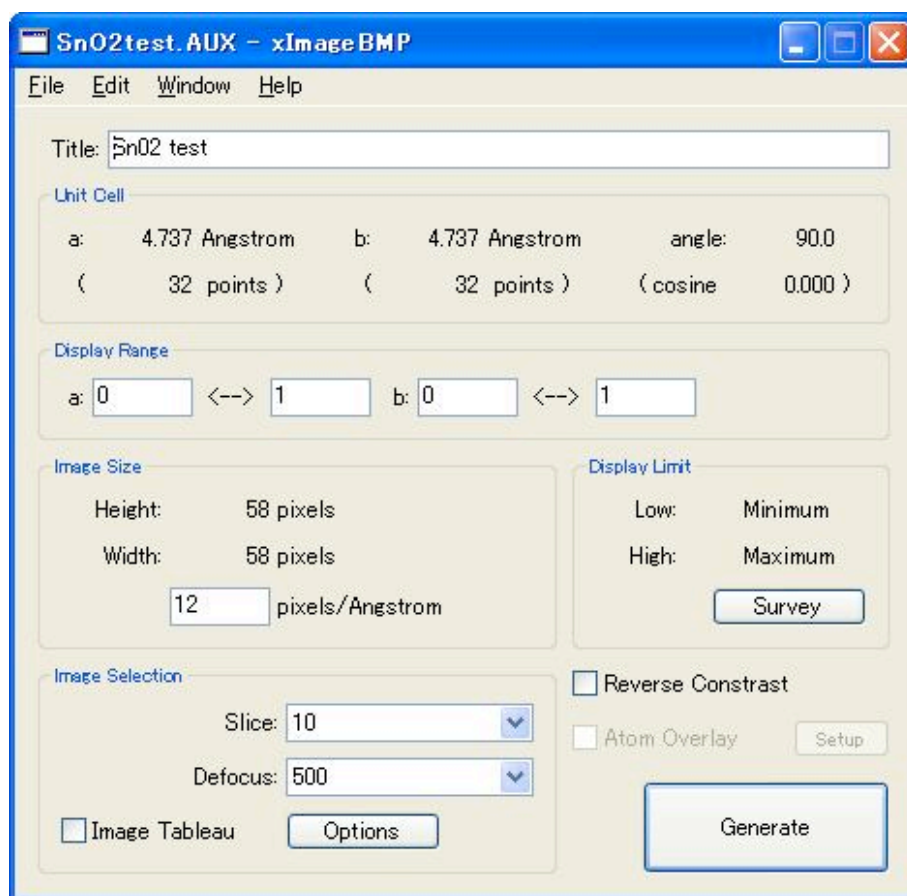 SnO2test.AUX - xImageBMP
File Edit Window Help
Title: SnO2 test
Unit Cell
a: 4.737 Angstrom b: 4.737 Angstrom angle: 90.0
( 32 points ) ( 32 points ) ( cosine 0.000 )
Display Range
a: 0 <--> 1 b: 0 <--> 1
Image Size
Height: 58 pixels
Width: 58 pixels
12 pixels/Angstrom
Display Limit
Low: Minimum
High: Maximum
Survey
Image Selection
Slice: 10
Defocus: 500
Image Tableau Options
Reverse Constrast
Atom Overlay Setup
Generate